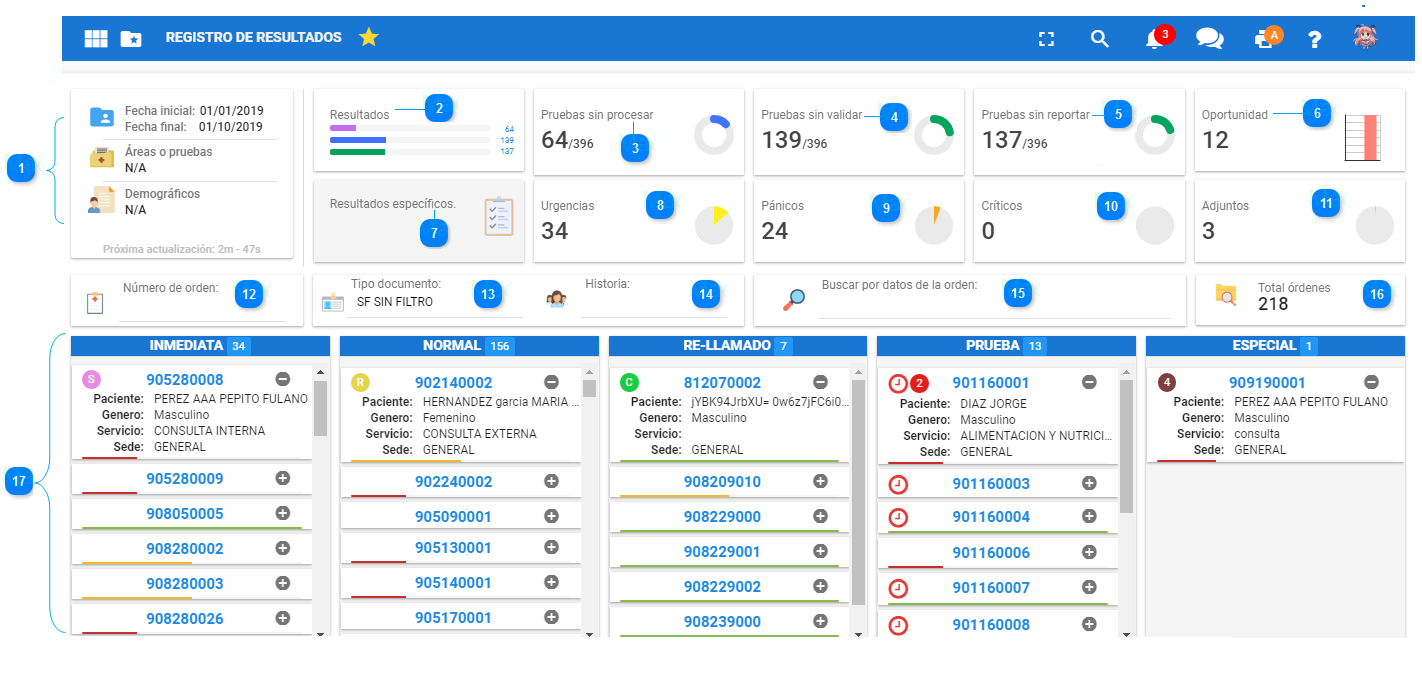 REGISTRO DE RESULTADOS
3
A
?
1
Fecha inicial: 01/01/2019
Fecha final: 01/10/2019
Áreas o pruebas
N/A
Demográficos
N/A
Próxima actualización: 2m - 47s
Resultados
2
64
139
137
Pruebas sin procesar
64/396
3
Pruebas sin validar
4
139/396
Pruebas sin reportar
5
137/396
Oportunidad
6
12
Resultados específicos.
7
Urgencias
8
34
Pánicos
9
24
Críticos
10
0
Adjuntos
11
3
Número de orden:
12
Tipo documento:
SF SIN FILTRO
13
Historia:
14
Buscar por datos de la orden:
15
Total órdenes
218
16
17
INMEDIATA 34
S 905280008
Paciente: PEREZ AAA PEPITO FULANO
Genero: Masculino
Servicio: CONSULTA INTERNA
Sede: GENERAL
905280009
908050005
908280002
908280003
908280026
NORMAL 156
R 902140002
Paciente: HERNANDEZ garcia MARIA ...
Genero: Femenino
Servicio: CONSULTA EXTERNA
Sede: GENERAL
902240002
905090001
905130001
905140001
905170001
RE-LLAMADO 7
C 812070002
Paciente: jYBK94JrbXU= 0w6z7jFC6i0...
Genero: Masculino
Servicio:
Sede: GENERAL
908209010
908229000
908229001
908229002
908239000
PRUEBA 13
2 901160001
Paciente: DIAZ JORGE
Genero: Masculino
Servicio: ALIMENTACION Y NUTRICI...
Sede: GENERAL
901160003
901160004
901160006
901160007
901160008
ESPECIAL 1
4 909190001
Paciente: PEREZ AAA PEPITO FULANO
Genero: Masculino
Servicio: consulta
Sede: GENERAL